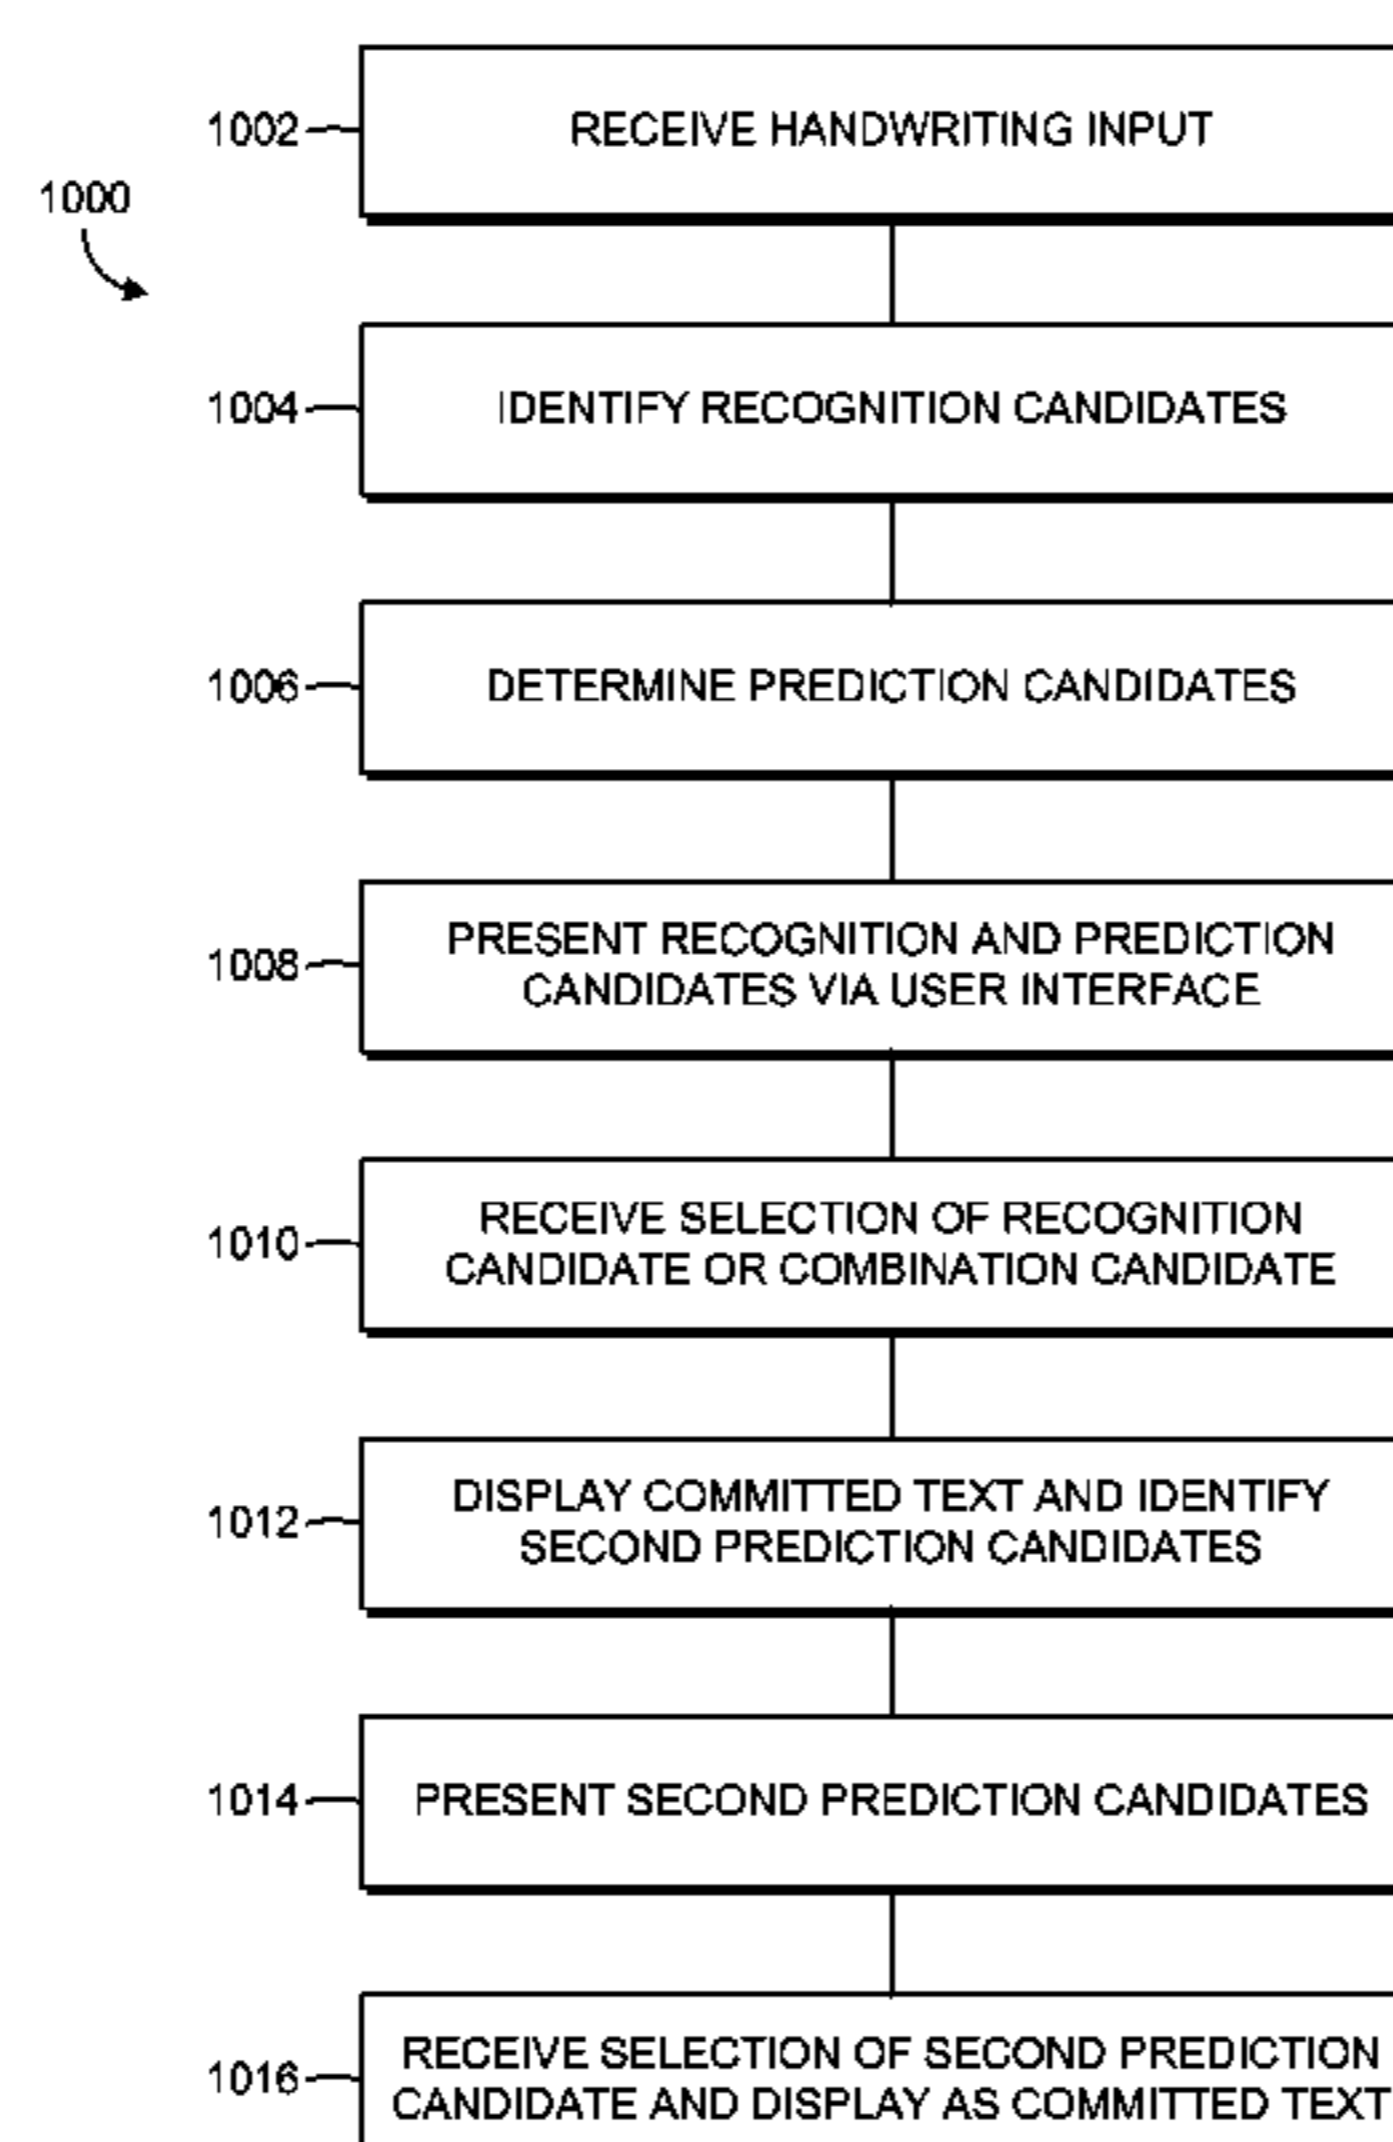 1002
RECEIVE HANDWRITING INPUT
1000
1004
IDENTIFY RECOGNITION CANDIDATES
1006
DETERMINE PREDICTION CANDIDATES
1008
PRESENT RECOGNITION AND PREDICTION
CANDIDATES VIA USER INTERFACE
1010
RECEIVE SELECTION OF RECOGNITION
CANDIDATE OR COMBINATION CANDIDATE
1012
DISPLAY COMMITTED TEXT AND IDENTIFY
SECOND PREDICTION CANDIDATES
1014
PRESENT SECOND PREDICTION CANDIDATES
1016
RECEIVE SELECTION OF SECOND PREDICTION
CANDIDATE AND DISPLAY AS COMMITTED TEXT